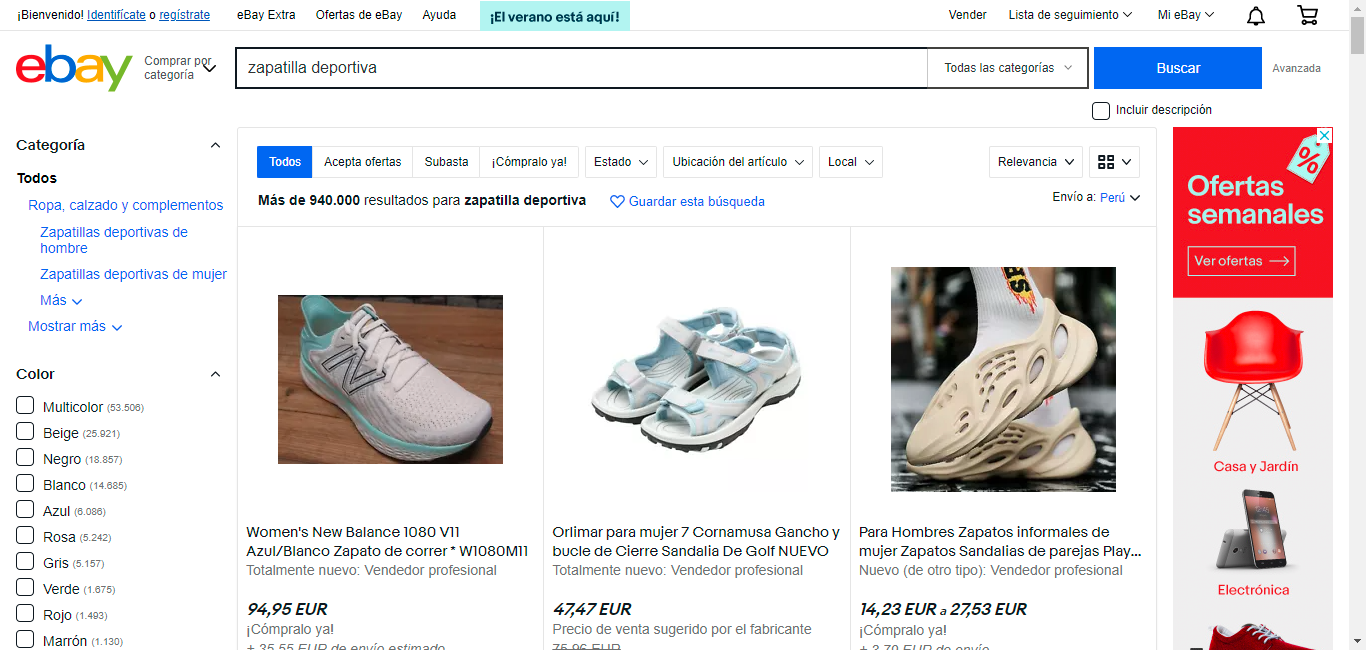 ¡Bienvenido! Identifícate o regístrate
eBay Extra
Ofertas de eBay
Ayuda
¡El verano está aquí!
Vender
Lista de seguimiento
Mi eBay
ebay
Comprar por
categoría
zapatilla deportiva
Todas las categorías
Buscar
Avanzada
Incluir descripción
Categoría
Todos
Ropa, calzado y complementos
Zapatillas deportivas de
hombre
Zapatillas deportivas de mujer
Más
Mostrar más
Color
Multicolor (53.506)
Beige (25.921)
Negro (18.857)
Blanco (14.685)
Azul (6.086)
Rosa (5.242)
Gris (5.157)
Verde (1.675)
Rojo (1.493)
Marrón (1.130)
Todos
Acepta ofertas
Subasta
¡Cómpralo ya!
Estado
Ubicación del artículo
Local
Relevancia
Más de 940.000 resultados para zapatilla deportiva
Guardar esta búsqueda
Envío a: Perú
Women's New Balance 1080 V11
Azul/Blanco Zapato de correr * W1080M11
Totalmente nuevo: Vendedor profesional
94,95 EUR
¡Cómpralo ya!
+ 35,55 EUR de envío estimado
Orlimar para mujer 7 Cornamusa Gancho y
bucle de Cierre Sandalia De Golf NUEVO
Totalmente nuevo: Vendedor profesional
47,47 EUR
Precio de venta sugerido por el fabricante
75,96 EUR
Para Hombres Zapatos informales de
mujer Zapatos Sandalias de parejas Play...
Nuevo (de otro tipo): Vendedor profesional
14,23 EUR a 27,53 EUR
¡Cómpralo ya!
+ 3,79 EUR de envío
%
Ofertas
semanales
Ver ofertas
Casa y Jardín
Electrónica